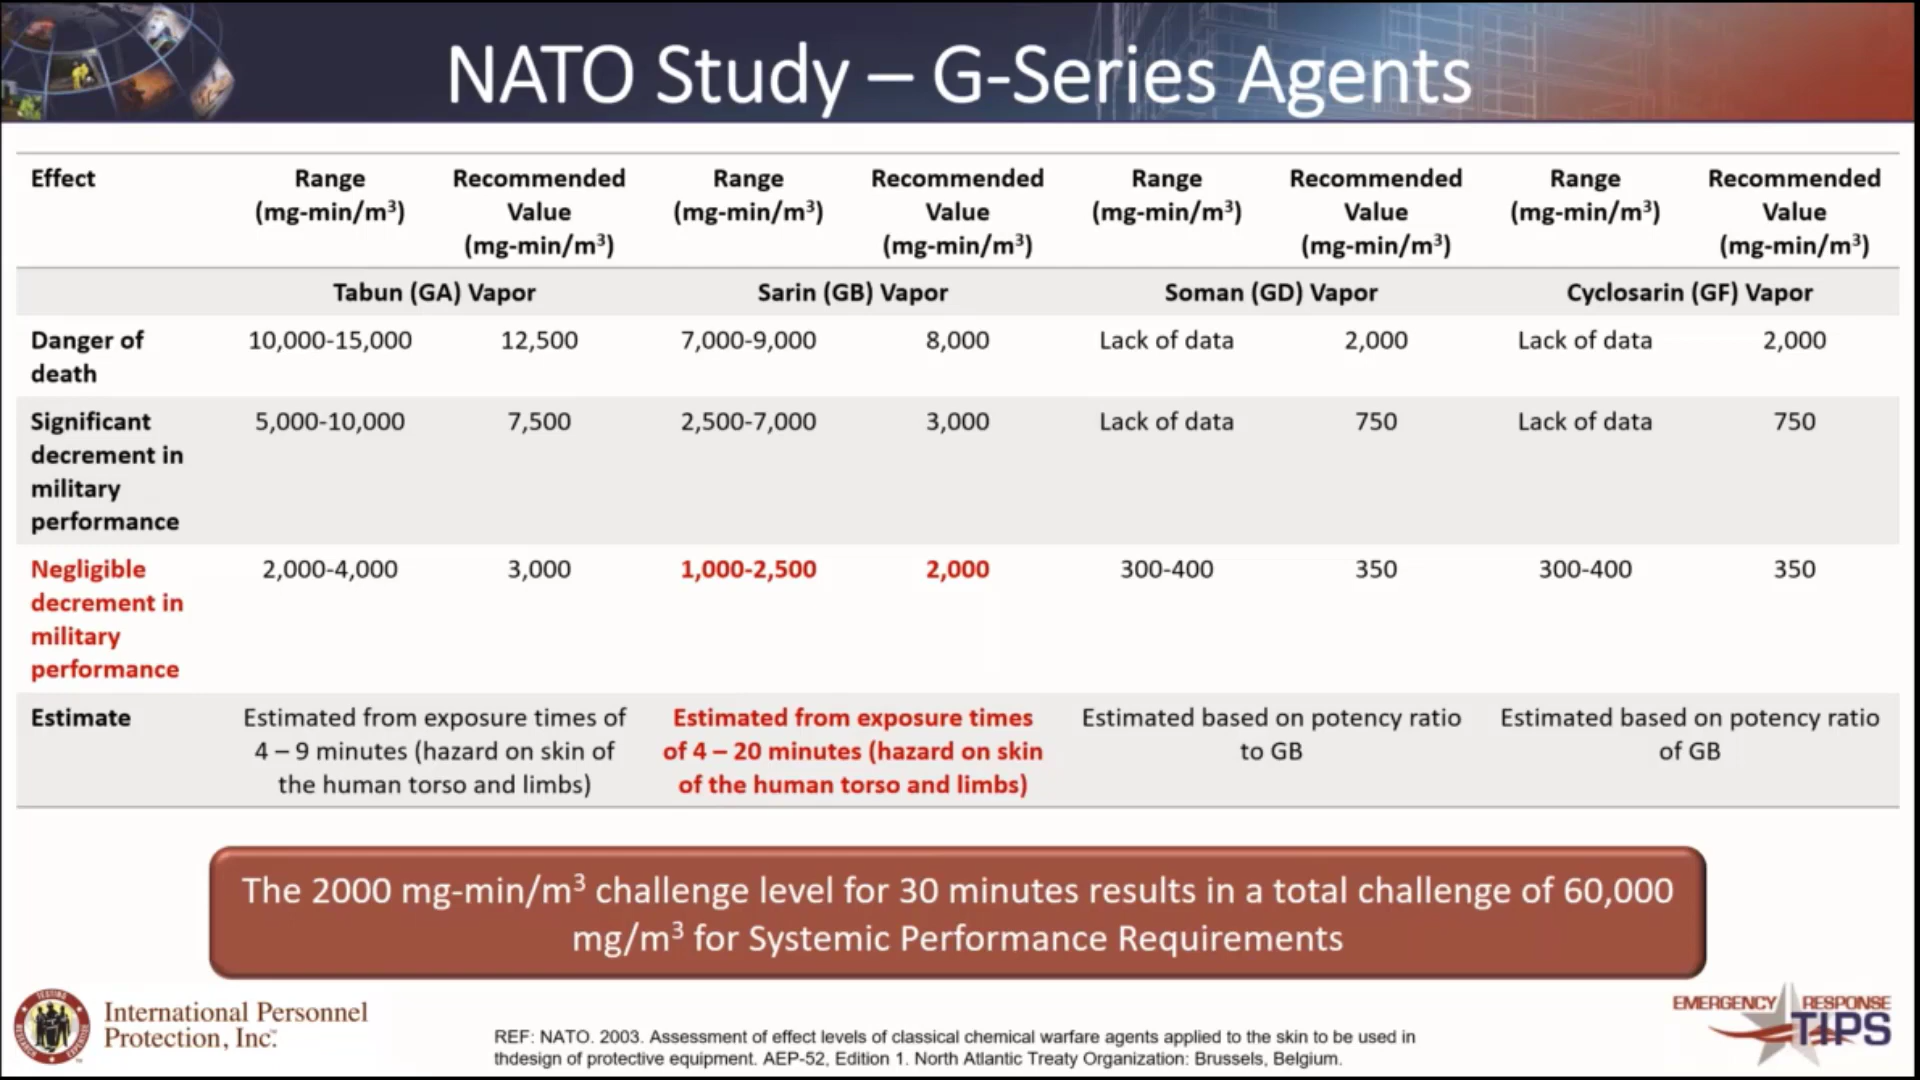 NATO Study – G-Series Agents
Effect
Range
(mg-min/m³)
Recommended
Value
(mg-min/m³)
Range
(mg-min/m³)
Recommended
Value
(mg-min/m³)
Range
(mg-min/m³)
Recommended
Value
(mg-min/m³)
Range
(mg-min/m³)
Recommended
Value
(mg-min/m³)
Tabun (GA) Vapor
Sarin (GB) Vapor
Soman (GD) Vapor
Cyclosarin (GF) Vapor
Danger of
death
10,000-15,000
12,500
7,000-9,000
8,000
Lack of data
2,000
Lack of data
2,000
Significant
decrement in
military
performance
5,000-10,000
7,500
2,500-7,000
3,000
Lack of data
750
Lack of data
750
Negligible
decrement in
military
performance
2,000-4,000
3,000
1,000-2,500
2,000
300-400
350
300-400
350
Estimate
Estimated from exposure times of
4 – 9 minutes (hazard on skin of
the human torso and limbs)
Estimated from exposure times
of 4 – 20 minutes (hazard on skin
of the human torso and limbs)
Estimated based on potency ratio
to GB
Estimated based on potency ratio
of GB
The 2000 mg-min/m³ challenge level for 30 minutes results in a total challenge of 60,000
mg/m³ for Systemic Performance Requirements
TESTING
RESEARCH
EXPERTISE
International Personnel
Protection, Inc.
REF: NATO. 2003. Assessment of effect levels of classical chemical warfare agents applied to the skin to be used in
thdesign of protective equipment. AEP-52, Edition 1. North Atlantic Treaty Organization: Brussels, Belgium.
EMERGENCY RESPONSE
TIPS